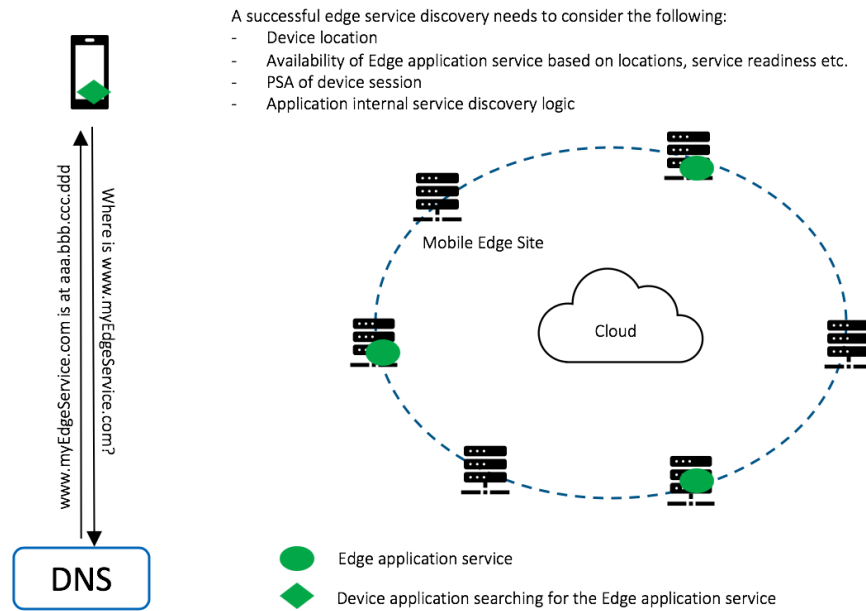 A successful edge service discovery needs to consider the following:
- Device location
- Availability of Edge application service based on locations, service readiness etc.
- PSA of device session
- Application internal service discovery logic
www.myEdgeService.com is at aaa.bbb.ccc.ddd
Where is www.myEdgeService.com?
Mobile Edge Site
Cloud
DNS
Edge application service
Device application searching for the Edge application service